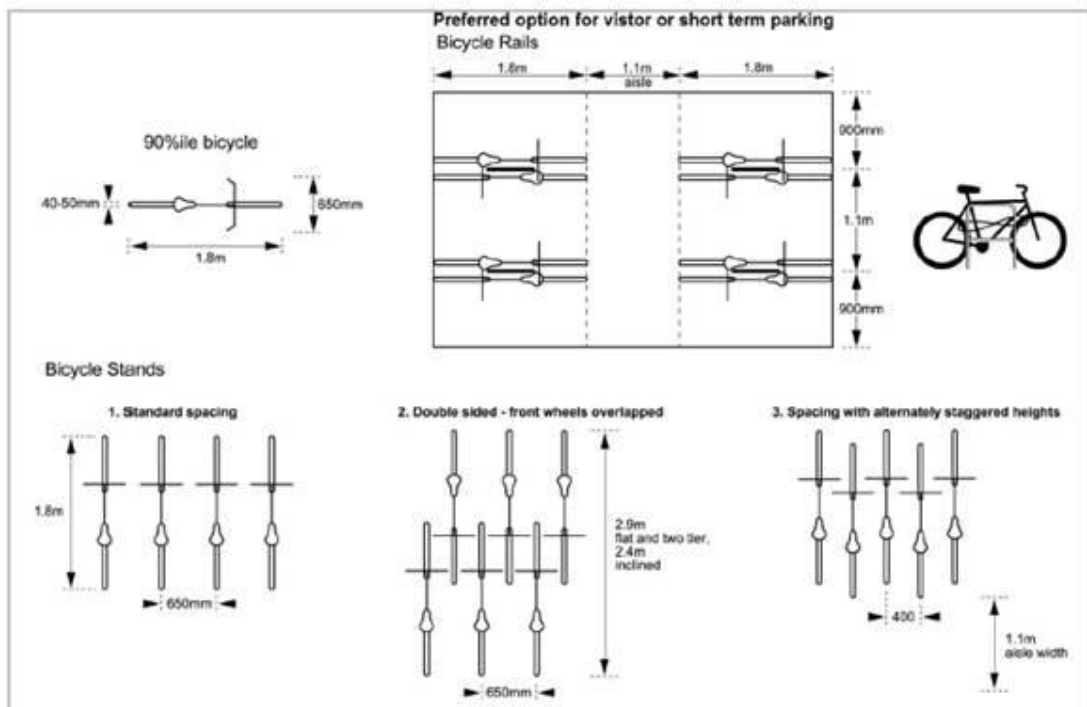 Preferred option for vistor or short term parking
Bicycle Rails
1.8m
1.1m
aisle
1.8m
90%ile bicycle
40-50mm
650mm
1.8m
900mm
1.1m
900mm
Bicycle Stands
1. Standard spacing
1.8m
650mm
2. Double sided - front wheels overlapped
2.9m
flat and two tier,
2.4m
inclined
650mm
3. Spacing with alternately staggered heights
400
1.1m
aisle width